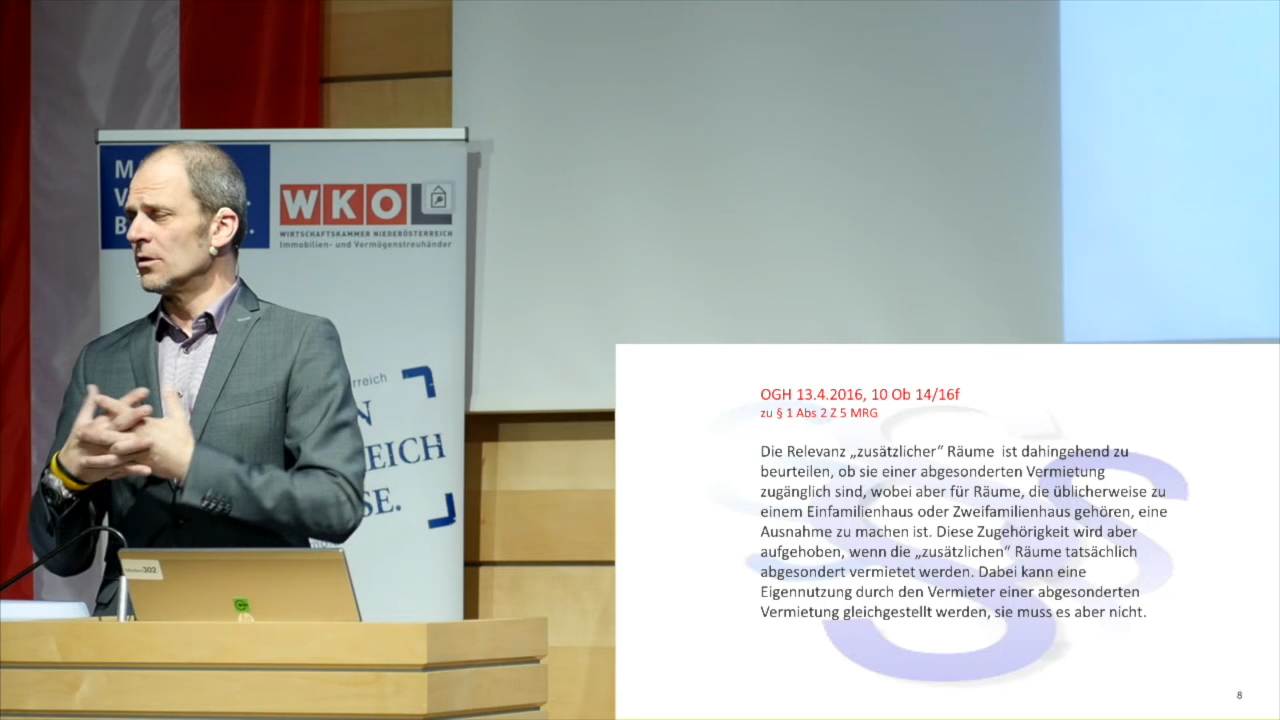 WKO
WIRTSCHAFTSKAMMER NIEDERÖSTERREICH
Immobilien- und Vermögenstreuhänder
EICH
SE.
302
OGH 13.4.2016, 10 Ob 14/16f
zu § 1 Abs 2 Z 5 MRG
Die Relevanz „zusätzlicher“ Räume ist dahingehend zu
beurteilen, ob sie einer abgesonderten Vermietung
zugänglich sind, wobei aber für Räume, die üblicherweise zu
einem Einfamilienhaus oder Zweifamilienhaus gehören, eine
Ausnahme zu machen ist. Diese Zugehörigkeit wird aber
aufgehoben, wenn die „zusätzlichen“ Räume tatsächlich
abgesondert vermietet werden. Dabei kann eine
Eigennutzung durch den Vermieter einer abgesonderten
Vermietung gleichgestellt werden, sie muss es aber nicht.
8